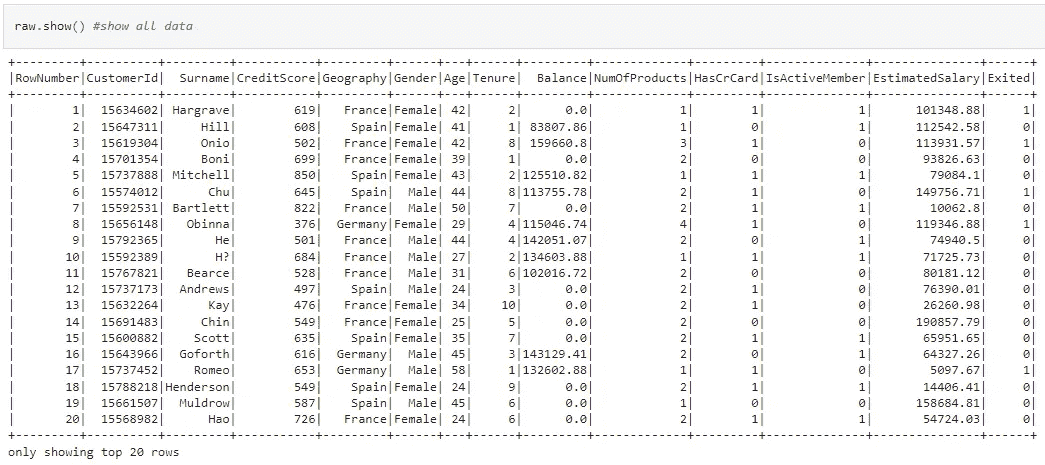 raw.show() #show all data
+---------+----------+---------+-----------+---------+------+---+------+---------+-------------+---------+--------------+---------------+------+
|RowNumber|CustomerId|  Surname|CreditScore|Geography|Gender|Age|Tenure|  Balance|NumOfProducts|HasCrCard|IsActiveMember|EstimatedSalary|Exited|
+---------+----------+---------+-----------+---------+------+---+------+---------+-------------+---------+--------------+---------------+------+
|        1|  15634602| Hargrave|        619|   France|Female| 42|     2|      0.0|            1|        1|             1|      101348.88|     1|
|        2|  15647311|     Hill|        608|    Spain|Female| 41|     1| 83807.86|            1|        0|             1|      112542.58|     0|
|        3|  15619304|     Onio|        502|   France|Female| 42|     8| 159660.8|            3|        1|             0|      113931.57|     1|
|        4|  15701354|     Boni|        699|   France|Female| 39|     1|      0.0|            2|        0|             0|       93826.63|     0|
|        5|  15737888| Mitchell|        850|    Spain|Female| 43|     2|125510.82|            1|        1|             1|        79084.1|     0|
|        6|  15574012|      Chu|        645|    Spain|  Male| 44|     8|113755.78|            2|        1|             0|      149756.71|     1|
|        7|  15592531| Bartlett|        822|   France|  Male| 50|     7|      0.0|            2|        1|             1|        10062.8|     0|
|        8|  15656148|   Obinna|        376|  Germany|Female| 29|     4|115046.74|            4|        1|             0|      119346.88|     1|
|        9|  15792365|       He|        501|   France|  Male| 44|     4|142051.07|            2|        0|             1|        74940.5|     0|
|       10|  15592389|       H?|        684|   France|  Male| 27|     2|134603.88|            1|        1|             1|       71725.73|     0|
|       11|  15767821|   Bearce|        528|   France|  Male| 31|     6|102016.72|            2|        0|             0|       80181.12|     0|
|       12|  15737173|  Andrews|        497|    Spain|  Male| 24|     3|      0.0|            2|        1|             0|       76390.01|     0|
|       13|  15632264|      Kay|        476|   France|Female| 34|    10|      0.0|            2|        1|             0|       26260.98|     0|
|       14|  15691483|     Chin|        549|   France|Female| 25|     5|      0.0|            2|        0|             0|      190857.79|     0|
|       15|  15600882|    Scott|        635|    Spain|Female| 35|     7|      0.0|            2|        1|             1|       65951.65|     0|
|       16|  15643966| Goforth|        616|  Germany|  Male| 45|     3|143129.41|            2|        0|             1|       64327.26|     0|
|       17|  15737452|    Romeo|        653|  Germany|  Male| 58|     1|132602.88|            1|        1|             0|        5097.67|     1|
|       18|  15788218|Henderson|        549|    Spain|Female| 24|     9|      0.0|            2|        1|             1|       14406.41|     0|
|       19|  15661507|  Muldrow|        587|    Spain|  Male| 45|     6|      0.0|            1|        0|             0|      158684.81|     0|
|       20|  15568982|      Hao|        726|   France|Female| 24|     6|      0.0|            2|        1|             1|       54724.03|     0|
+---------+----------+---------+-----------+---------+------+---+------+---------+-------------+---------+--------------+---------------+------+
only showing top 20 rows